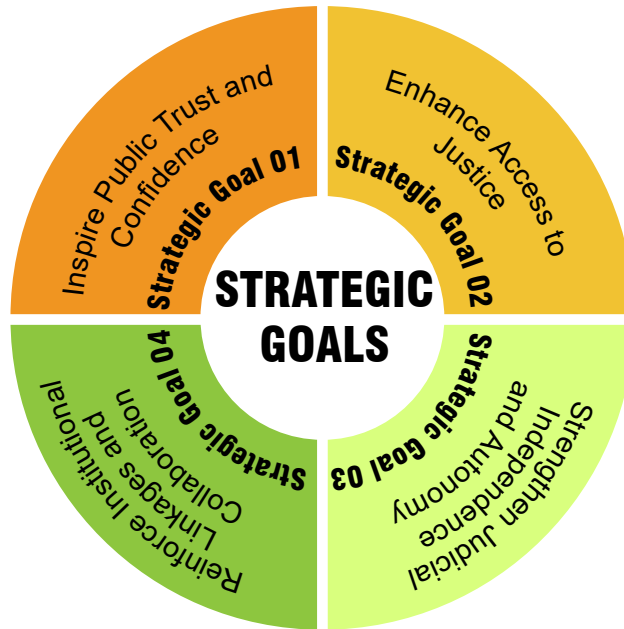 STRATEGIC
GOALS
Strategic Goal 01
Inspire Public Trust and
Confidence
Strategic Goal 02
Enhance Access to
Justice
Strategic Goal 03
Strengthen Judicial
Independence
and Autonomy
Strategic Goal 04
Reinforce Institutional
Linkages and
Collaboration